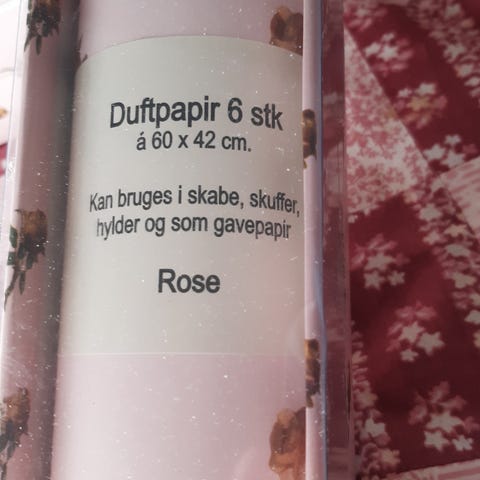 Duftpapir 6 stk
á 60 x 42 cm.
Kan bruges i skabe, skuffer,
hylder og som gavepapir
Rose